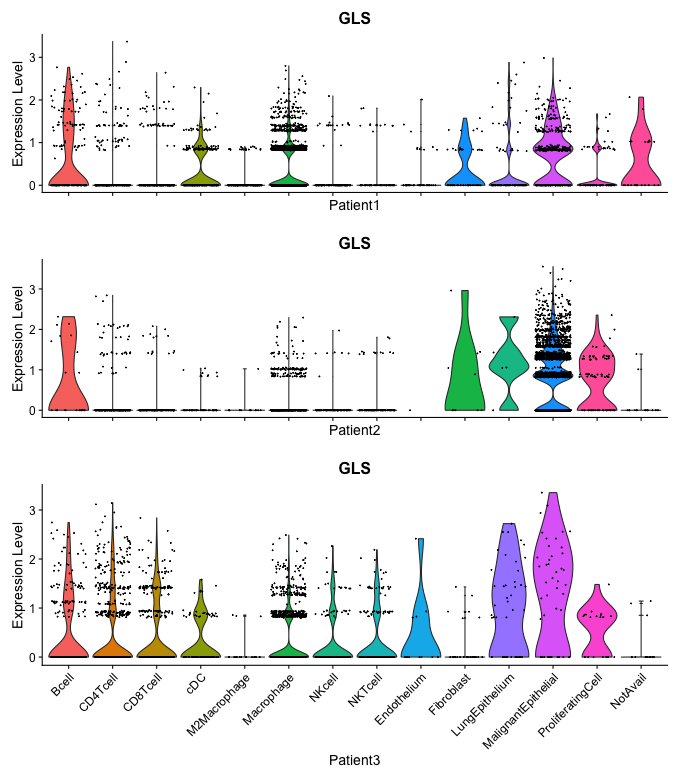 GLS
Expression Level
3
2
1
0
Patient1
GLS
Expression Level
3
2
1
0
Patient2
GLS
Expression Level
3
2
1
0
Bcell
CD4Tcell
CD8Tcell
cDC
M2Macrophage
Macrophage
NKcell
NKTcell
Endothelium
Fibroblast
LungEpithelium
MalignantEpithelial
ProliferatingCell
NotAvail
Patient3